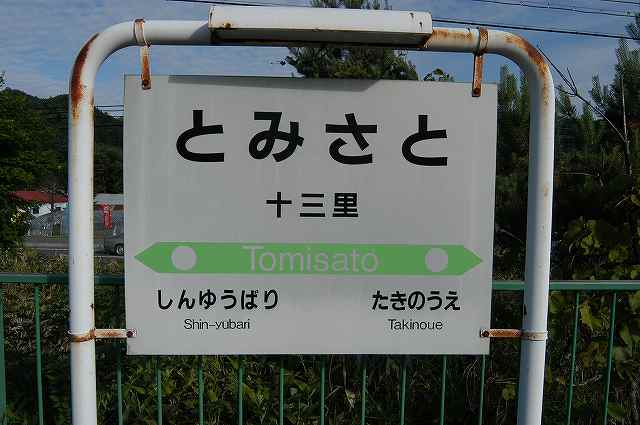 とみさと
十三里
Tomisato
しんゆうばり たきのうえ
Shin-yubari Takinoue